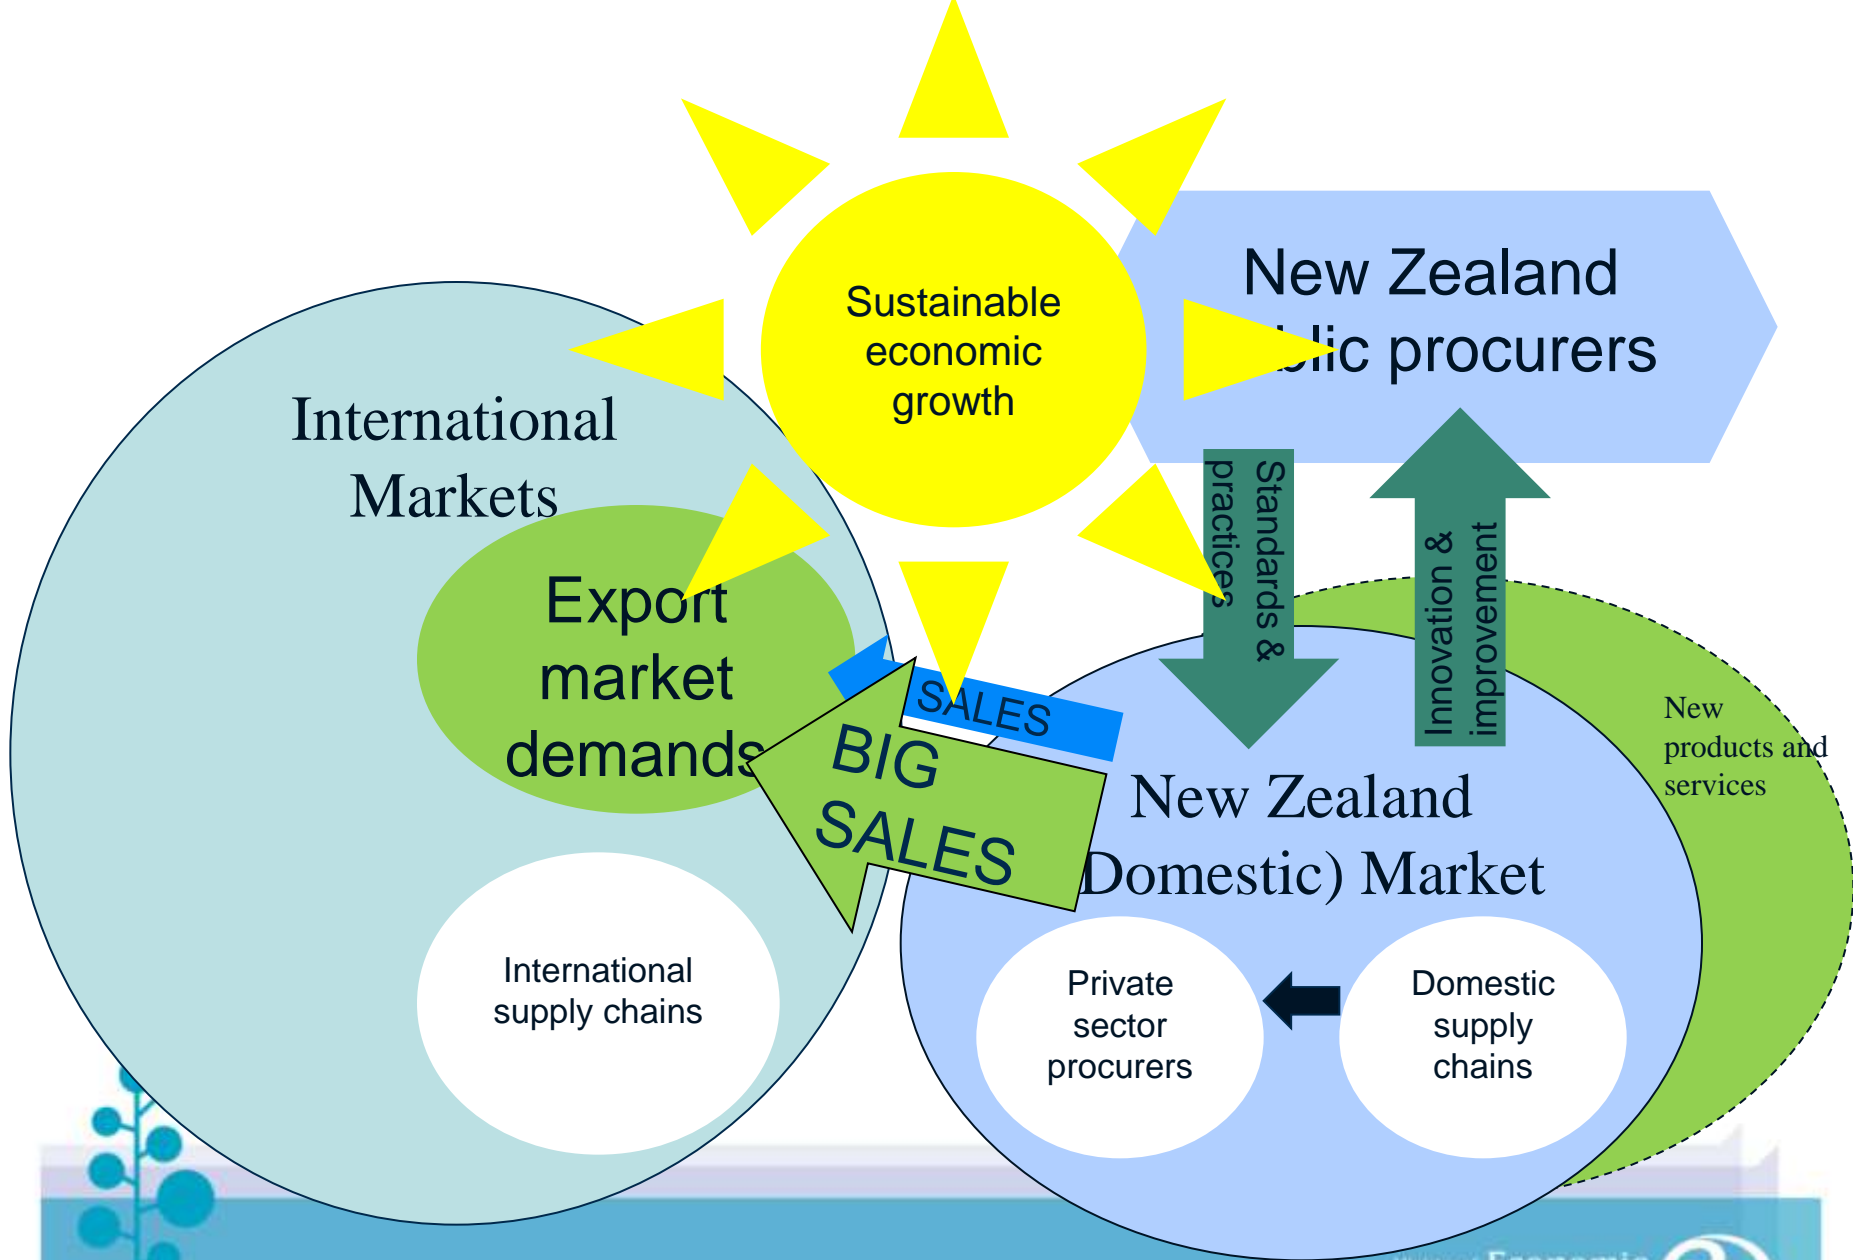 Sustainable
economic
growth
New Zealand
procurers
International
Markets
Export
market
demands
Standards &
practices
Innovation &
improvement
SALES
BIG
SALES
New
products and
services
New Zealand
Domestic) Market
International
supply chains
Private
sector
procurers
Domestic
supply
chains
Economic